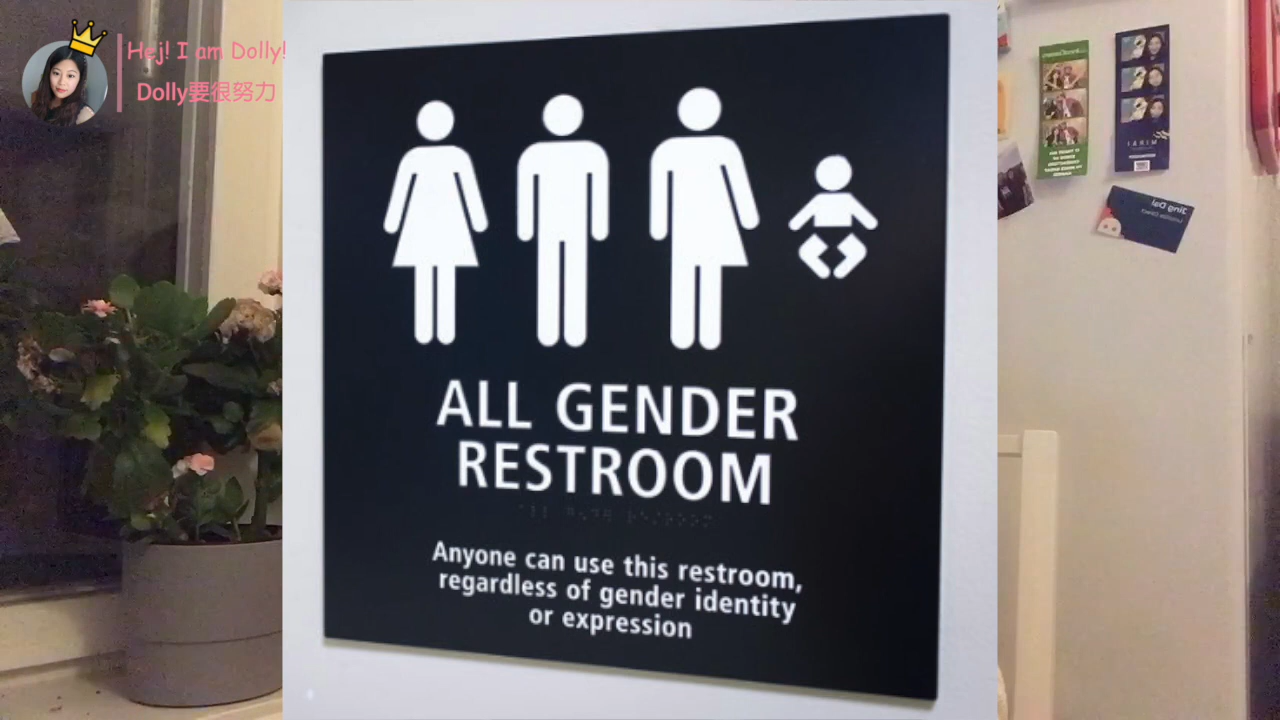 Hej! I am Dolly!
Dolly要很努力
ALL GENDER
RESTROOM
Anyone can use this restroom,
regardless of gender identity
or expression